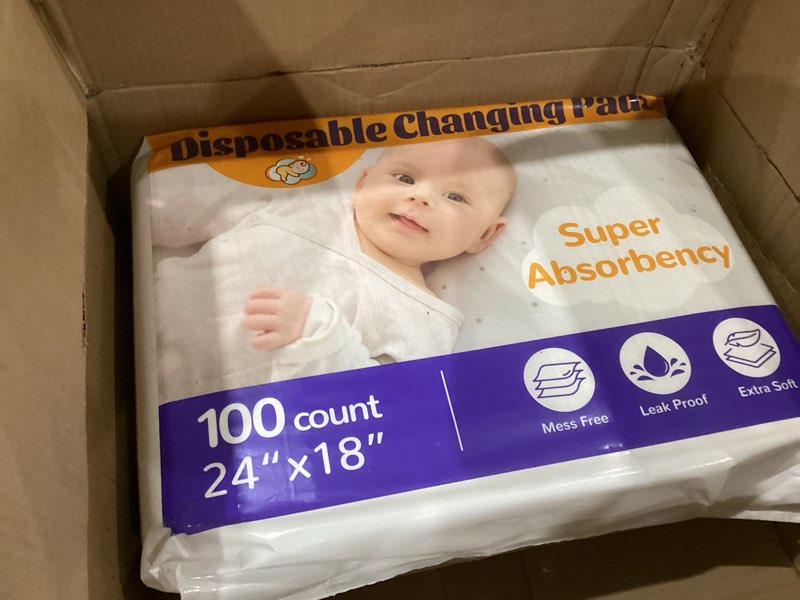 Disposable Changing Pads
Super
Absorbency
100 count
24“x18”
Mess Free
Leak Proof
Extra Soft